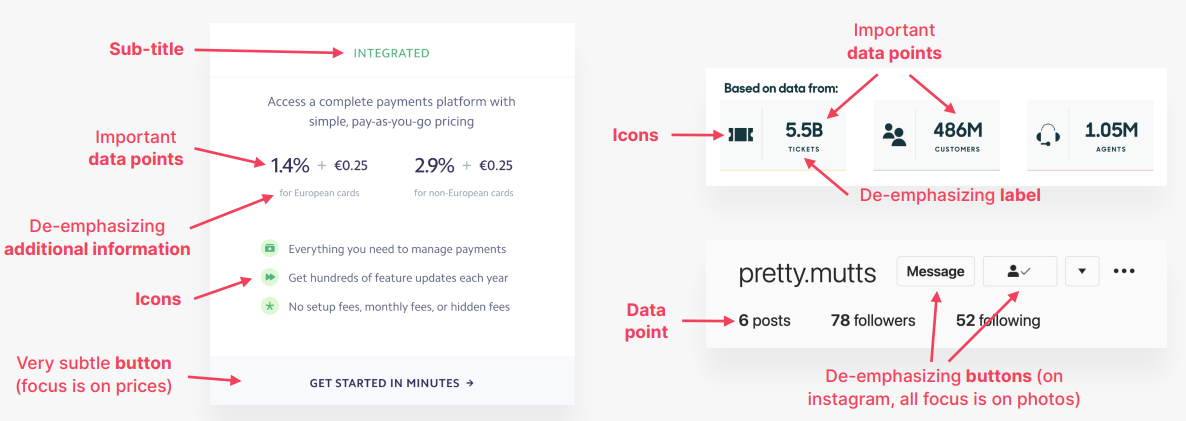 Sub-title
INTEGRATED
Access a complete payments platform with
simple, pay-as-you-go pricing
Important
data points
1.4% + €0.25
2.9% + €0.25
for European cards
for non-European cards
De-emphasizing
additional information
Everything you need to manage payments
Get hundreds of feature updates each year
No setup fees, monthly fees, or hidden fees
Icons
Very subtle button
(focus is on prices)
GET STARTED IN MINUTES →
Important
data points
Based on data from:
Icons
5.5B
TICKETS
486M
CUSTOMERS
1.05M
AGENTS
De-emphasizing label
pretty.mutts
Message
Data
point
6 posts
78 followers
52 following
De-emphasizing buttons (on
instagram, all focus is on photos)